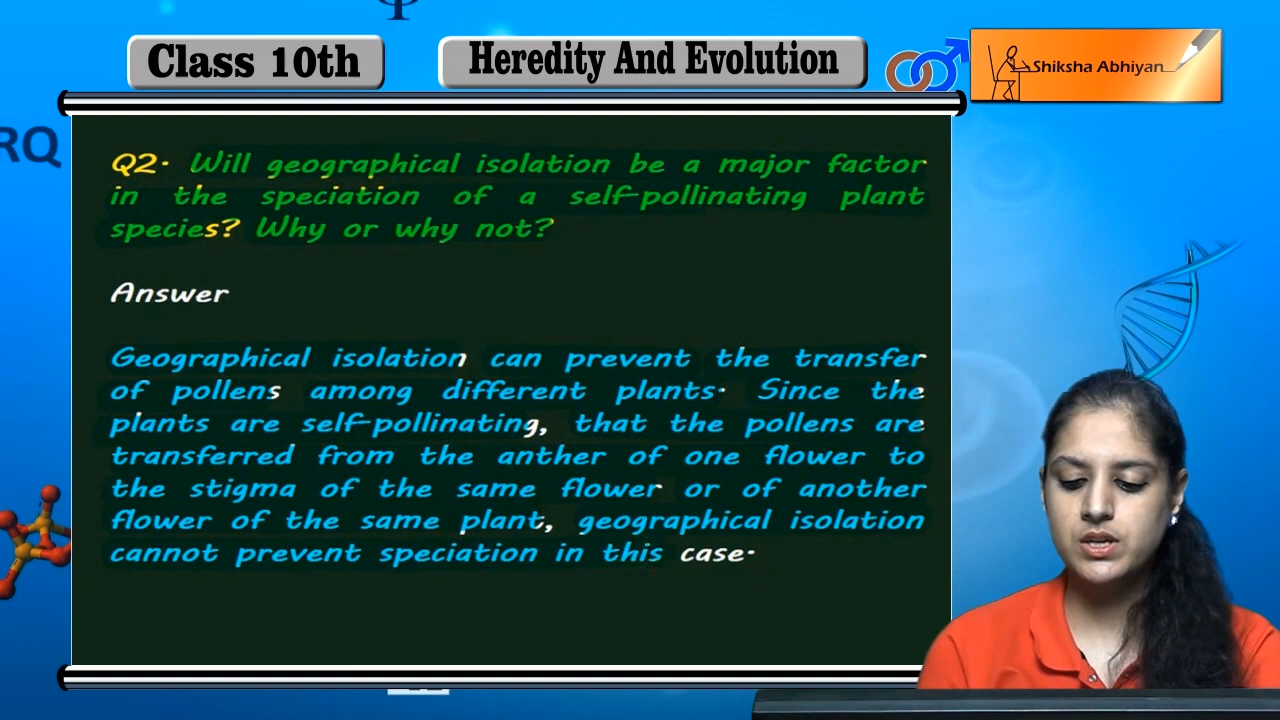 Class 10th
Heredity And Evolution
Shiksha Abhiyan
RQ
Q2. Will geographical isolation be a major factor
in the speciation of a self-pollinating plant
species? Why or why not?
Answer
Geographical isolation can prevent the transfer
of pollens among different plants. Since the
plants are self-pollinating, that the pollens are
transferred from the anther of one flower to
the stigma of the same flower or of another
flower of the same plant, geographical isolation
cannot prevent speciation in this case.